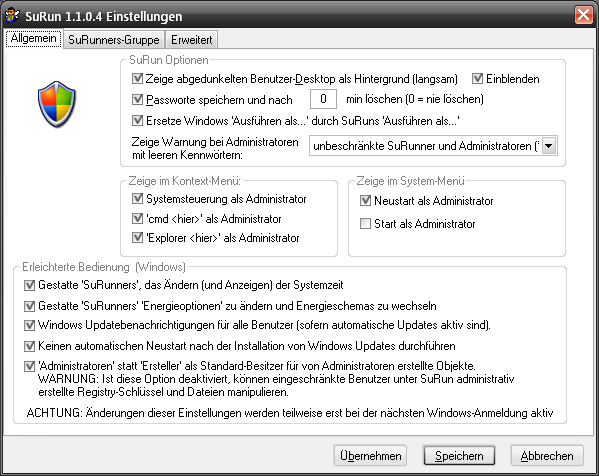 SuRun 1.1.0.4 Einstellungen
Allgemein SuRunners-Gruppe Erweitert
SuRun Optionen
Zeige abgedunkelten Benutzer-Desktop als Hintergrund (langsam) Einblenden
Passworte speichern und nach 0 min löschen (0 = nie löschen)
Ersetze Windows 'Ausführen als...' durch SuRuns 'Ausführen als...'
Zeige Warnung bei Administratoren
mit leeren Kennwörtern: unbeschränkte SuRunner und Administratoren ('
Zeige im Kontext-Menü:
Systemsteuerung als Administrator
'cmd <hier>' als Administrator
'Explorer <hier>' als Administrator
Zeige im System-Menü
Neustart als Administrator
Start als Administrator
Erleichterte Bedienung (Windows)
Gestatte 'SuRunners', das Ändern (und Anzeigen) der Systemzeit
Gestatte 'SuRunners' 'Energieoptionen' zu ändern und Energieschemas zu wechseln
Windows Updatebenachrichtigungen für alle Benutzer (sofern automatische Updates aktiv sind).
Keinen automatischen Neustart nach der Installation von Windows Updates durchführen
'Administratoren' statt 'Ersteller' als Standard-Besitzer für von Administratoren erstellte Objekte.
WARNUNG: Ist diese Option deaktiviert, können eingeschränkte Benutzer unter SuRun administrativ
erstellte Registry-Schlüssel und Dateien manipulieren.
ACHTUNG: Änderungen dieser Einstellungen werden teilweise erst bei der nächsten Windows-Anmeldung aktiv
Übernehmen Speichern Abbrechen